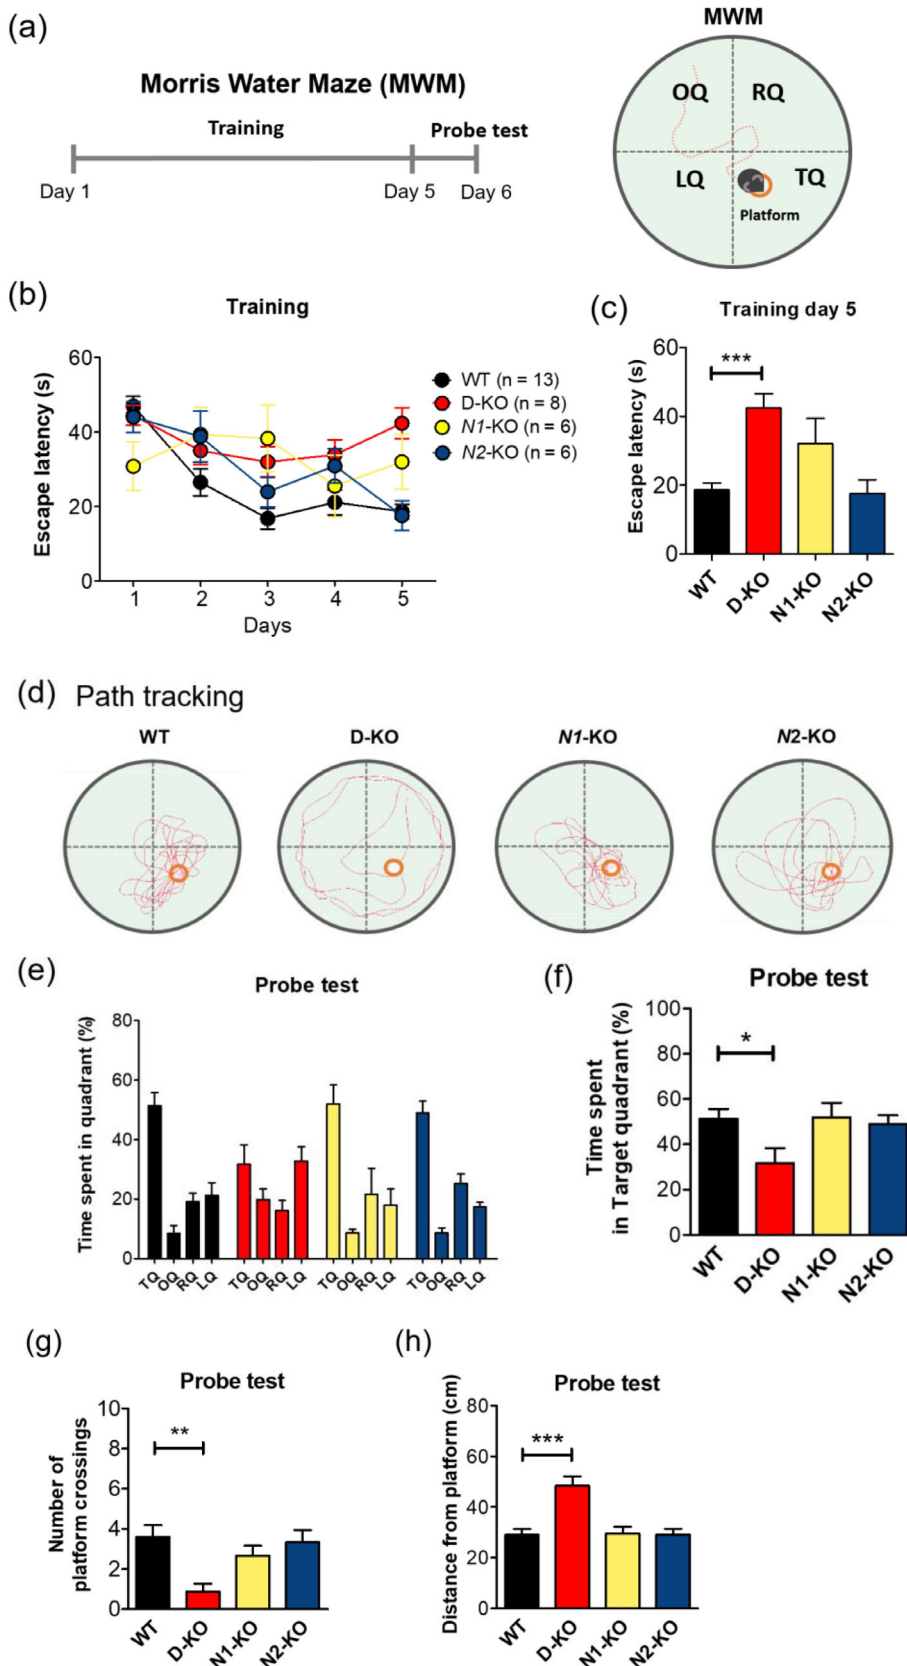 (a)
Morris Water Maze (MWM)
Training
Probe test
Day 1
Day 5
Day 6
MWM
OQ
RQ
LQ
TQ
Platform
(b)
Training
Escape latency (s)
60
40
20
0
1
2
3
4
5
Days
WT (n = 13)
D-KO (n = 8)
N1-KO (n = 6)
N2-KO (n = 6)
(c)
Training day 5
Escape latency (s)
60
40
20
0
***
WT
D-KO
N1-KO
N2-KO
(d) Path tracking
WT
D-KO
N1-KO
N2-KO
(e)
Probe test
Time spent in quadrant (%)
80
60
40
20
0
TQ
OQ
RQ
LQ
TQ
OQ
RQ
LQ
TQ
OQ
RQ
LQ
TQ
OQ
RQ
LQ
(f)
Probe test
Time spent
in Target quadrant (%)
100
80
60
40
20
0
*
WT
D-KO
N1-KO
N2-KO
(g)
Probe test
Number of
platform crossings
10
8
6
4
2
0
**
WT
D-KO
N1-KO
N2-KO
(h)
Probe test
Distance from platform (cm)
80
60
40
20
0
***
WT
D-KO
N1-KO
N2-KO